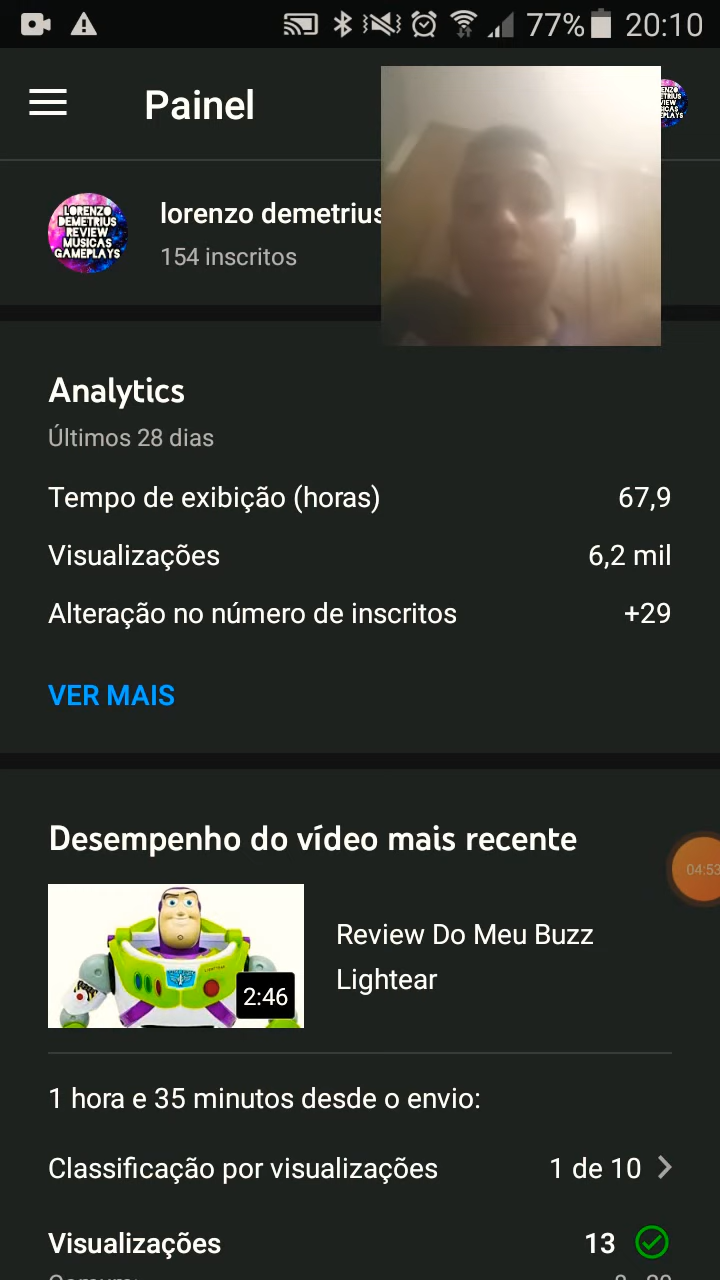 77% 20:10
Painel
lorenzo demetrius
154 inscritos
LORENZO
DEMETRIUS
REVIEW
MUSICAS
GAMEPLAYS
Analytics
Últimos 28 dias
Tempo de exibição (horas) 67,9
Visualizações 6,2 mil
Alteração no número de inscritos +29
VER MAIS
Desempenho do vídeo mais recente
04:53
2:46
Review Do Meu Buzz
Lightear
1 hora e 35 minutos desde o envio:
Classificação por visualizações 1 de 10
Visualizações 13